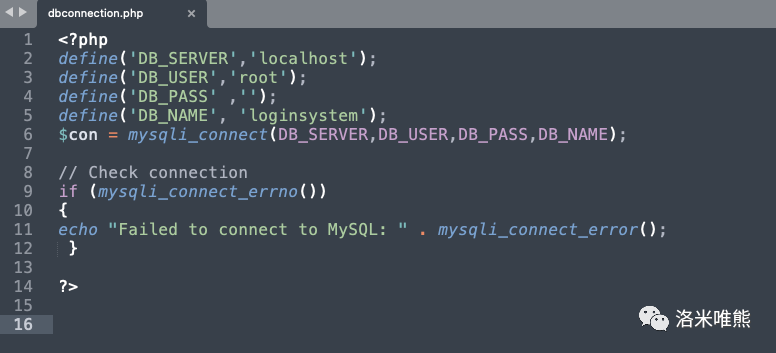 dbconnection.php ×
1 <?php
2 define('DB_SERVER','localhost');
3 define('DB_USER','root');
4 define('DB_PASS' ,'');
5 define('DB_NAME', 'loginsystem');
6 $con = mysqli_connect(DB_SERVER,DB_USER,DB_PASS,DB_NAME);
7
8 // Check connection
9 if (mysqli_connect_errno())
10 {
11 echo "Failed to connect to MySQL: " . mysqli_connect_error();
12  }
13
14 ?>
15
16
洛米唯熊